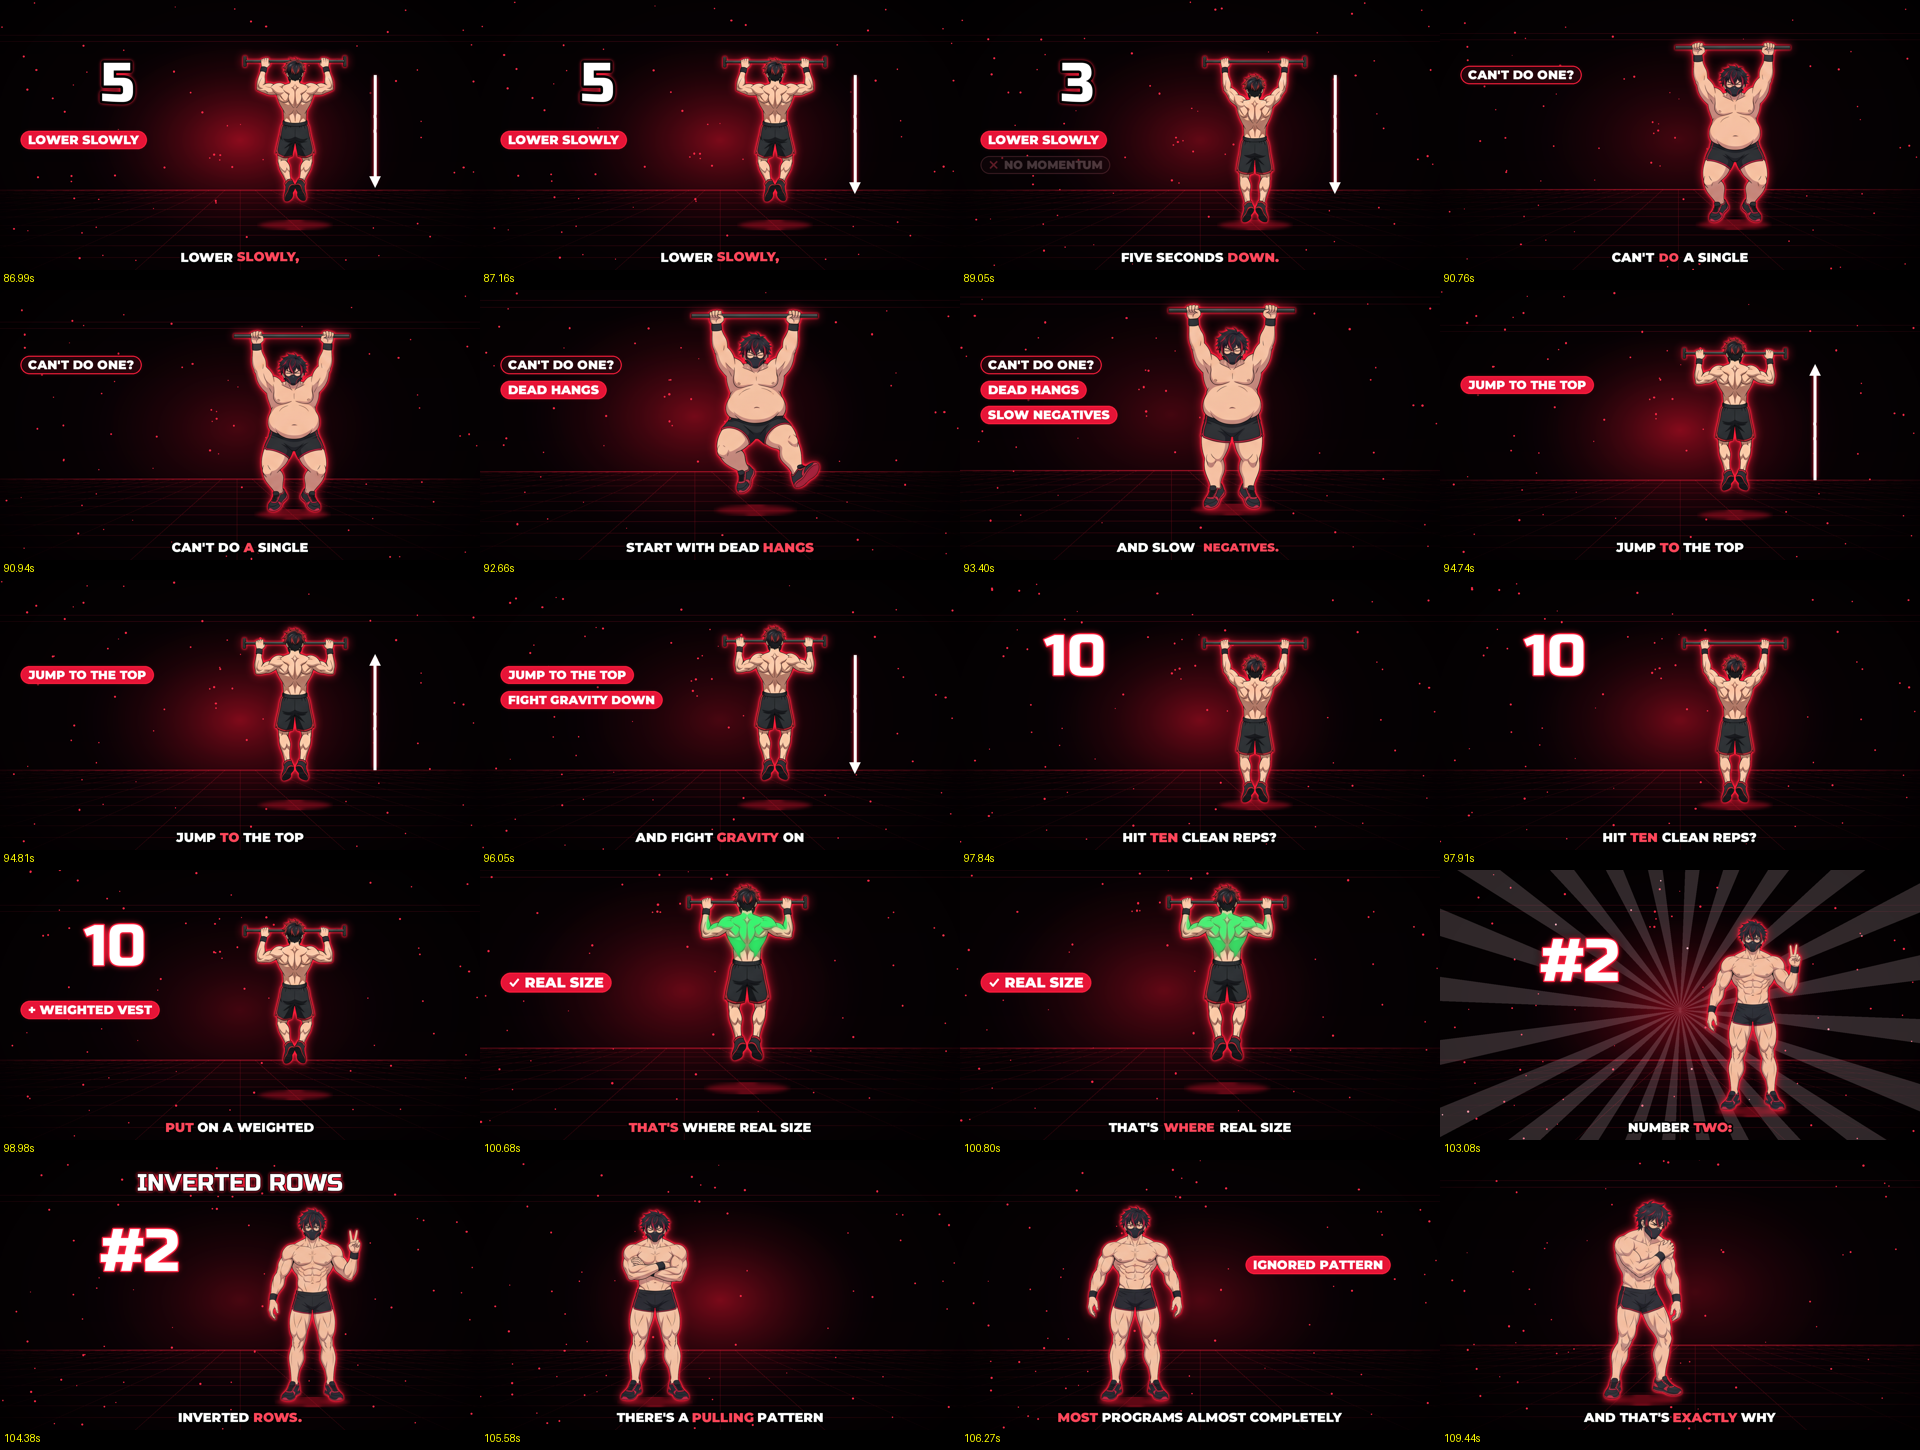 5
LOWER SLOWLY
LOWER SLOWLY,
86.99s
5
LOWER SLOWLY
LOWER SLOWLY,
87.16s
3
LOWER SLOWLY
✕ NO MOMENTUM
FIVE SECONDS DOWN.
89.05s
CAN'T DO ONE?
CAN'T DO A SINGLE
90.76s
CAN'T DO ONE?
CAN'T DO A SINGLE
90.94s
CAN'T DO ONE?
DEAD HANGS
START WITH DEAD HANGS
92.66s
CAN'T DO ONE?
DEAD HANGS
SLOW NEGATIVES
AND SLOW NEGATIVES.
93.40s
JUMP TO THE TOP
JUMP TO THE TOP
94.74s
JUMP TO THE TOP
JUMP TO THE TOP
94.81s
JUMP TO THE TOP
FIGHT GRAVITY DOWN
AND FIGHT GRAVITY ON
96.05s
10
HIT TEN CLEAN REPS?
97.84s
10
HIT TEN CLEAN REPS?
97.91s
10
+ WEIGHTED VEST
PUT ON A WEIGHTED
98.98s
✓ REAL SIZE
THAT'S WHERE REAL SIZE
100.68s
✓ REAL SIZE
THAT'S WHERE REAL SIZE
100.80s
#2
NUMBER TWO:
103.08s
INVERTED ROWS
#2
INVERTED ROWS.
104.38s
THERE'S A PULLING PATTERN
105.58s
IGNORED PATTERN
MOST PROGRAMS ALMOST COMPLETELY
106.27s
AND THAT'S EXACTLY WHY
109.44s